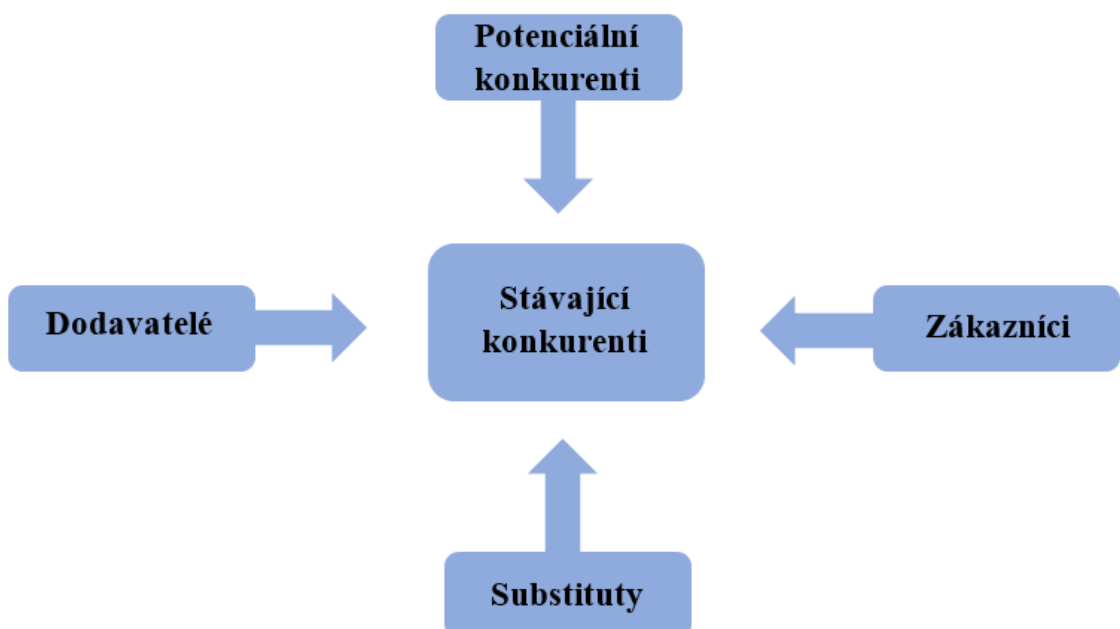 Potenciální
konkurenti
Stávající
konkurenti
Dodavatelé
Zákazníci
Substituty